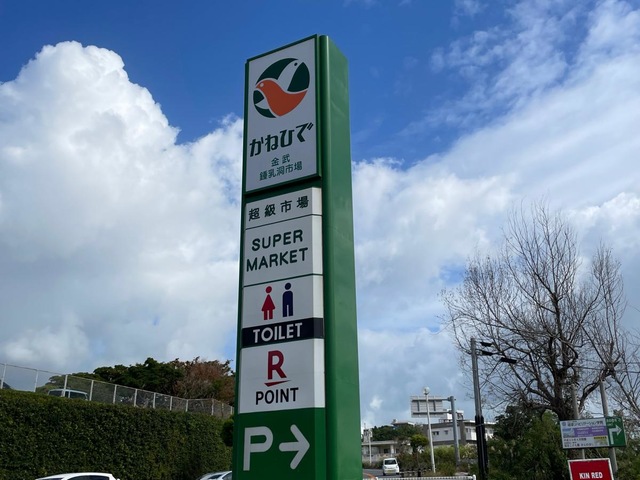 かねひで
金武
鍾乳洞市場
超級市場
SUPER
MARKET
TOILET
R
POINT
P→
KIN RED